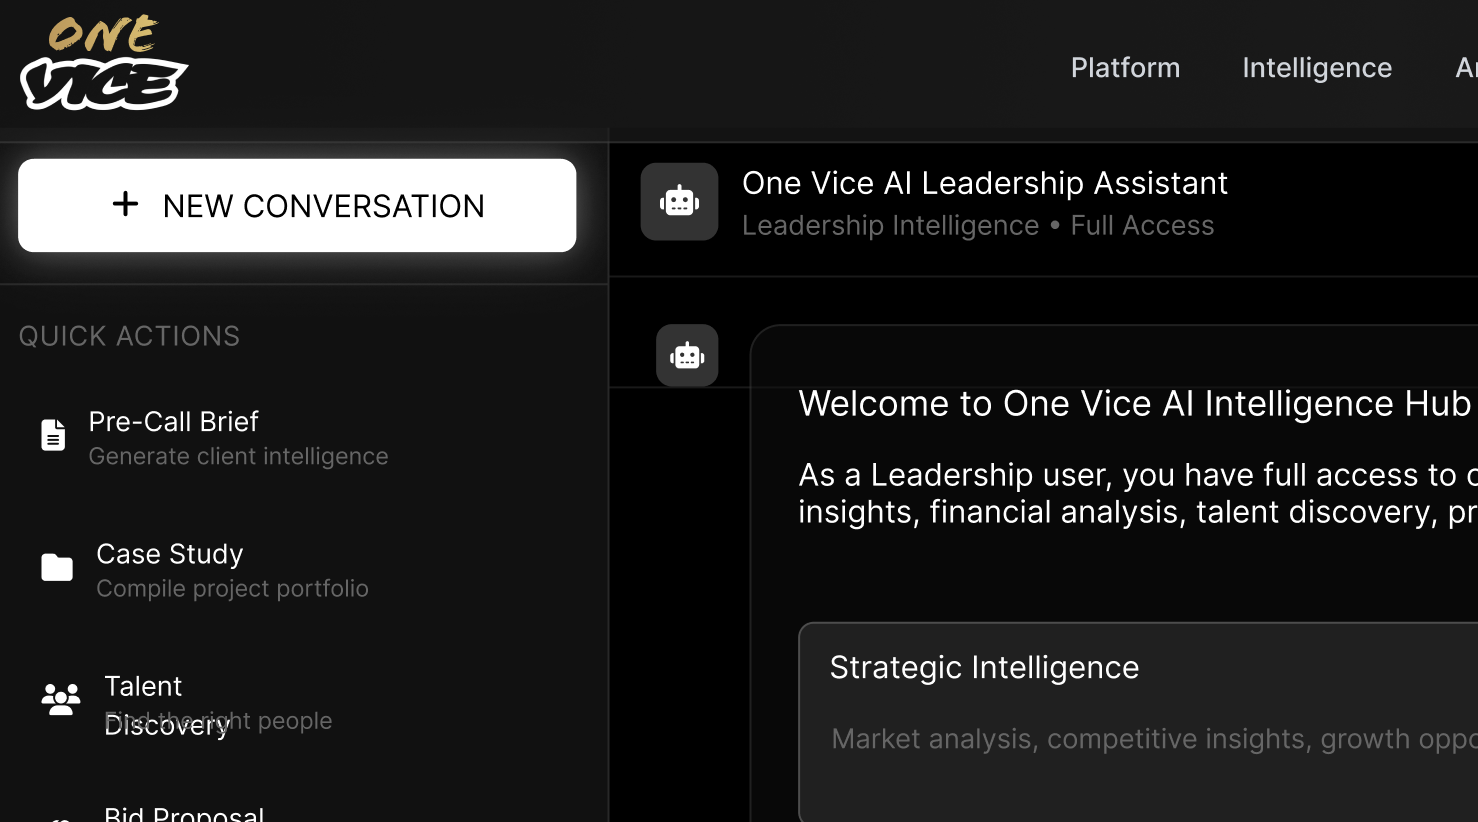 ONE
VICE
Platform
Intelligence
NEW CONVERSATION
QUICK ACTIONS
Pre-Call Brief
Generate client intelligence
Case Study
Compile project portfolio
Talent
Discovery
Find the right people
Bid Proposal
One Vice AI Leadership Assistant
Leadership Intelligence • Full Access
Welcome to One Vice AI Intelligence Hub
As a Leadership user, you have full access to
insights, financial analysis, talent discovery,
Strategic Intelligence
Market analysis, competitive insights, growth